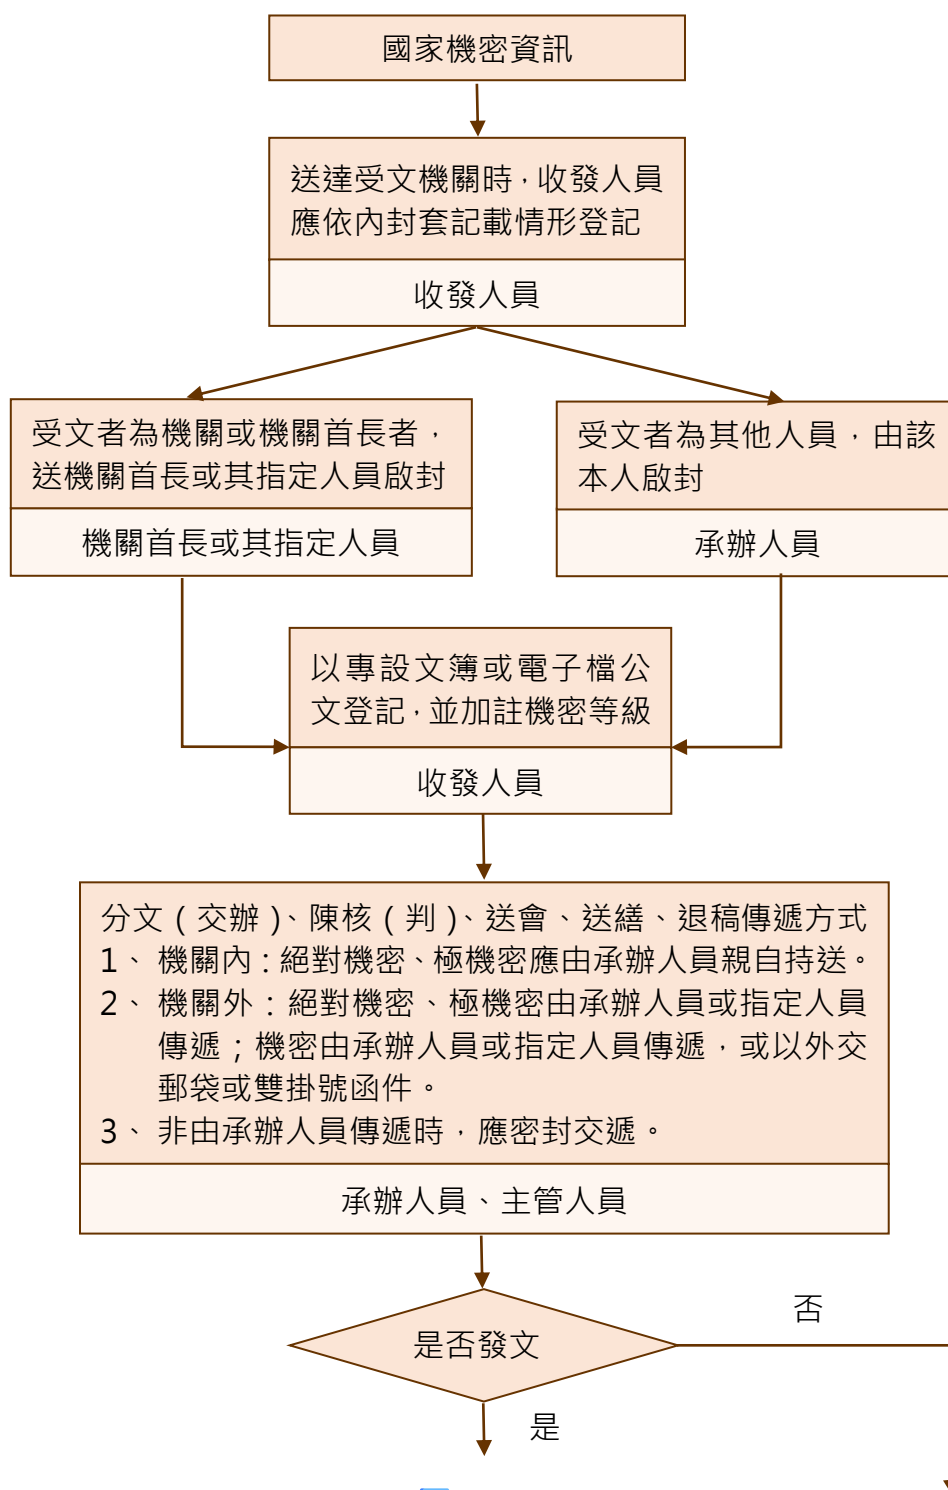 國家機密資訊
送達受文機關時，收發人員
應依內封套記載情形登記
收發人員
受文者為機關或機關首長者，
送機關首長或其指定人員啟封
機關首長或其指定人員
受文者為其他人員，由該
本人啟封
承辦人員
以專設文簿或電子檔公
文登記，並加註機密等級
收發人員
分文（交辦）、陳核（判）、送會、送繕、退稿傳遞方式
1、 機關內：絕對機密、極機密應由承辦人員親自持送。
2、 機關外：絕對機密、極機密由承辦人員或指定人員
傳遞；機密由承辦人員或指定人員傳遞，或以外交
郵袋或雙掛號函件。
3、 非由承辦人員傳遞時，應密封交遞。
承辦人員、主管人員
是否發文
否
是